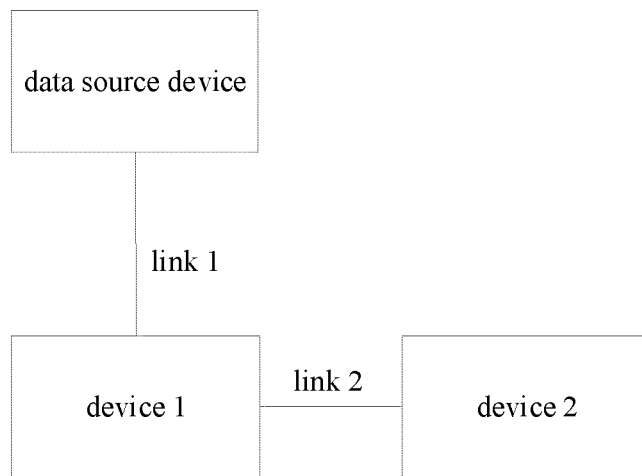 data source device
link 1
link 2
device 1
device 2